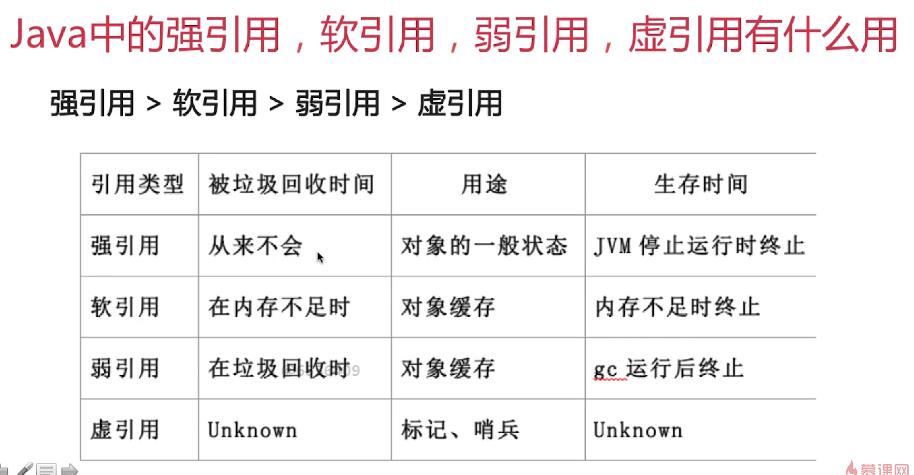 Java中的强引用，软引用，弱引用，虚引用有什么用
强引用 > 软引用 > 弱引用 > 虚引用
引用类型 被垃圾回收时间 用途 生存时间
强引用 从来不会 对象的一般状态 JVM 停止运行时终止
软引用 在内存不足时 对象缓存 内存不足时终止
弱引用 在垃圾回收时 对象缓存 gc 运行后终止
虚引用 Unknown 标记、哨兵 Unknown
慕课网